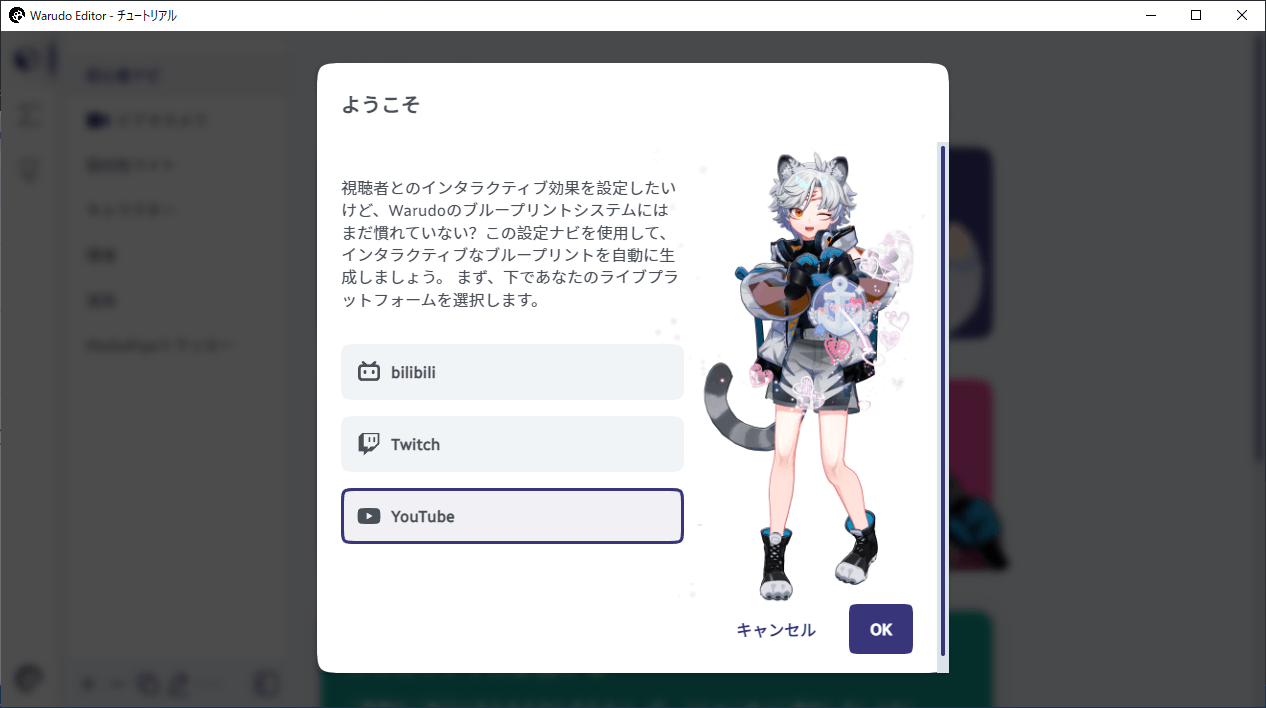 Warudo Editor - チュートリアル
ようこそ
視聴者とのインタラクティブ効果を設定したい
けど、Warudoのブループリントシステムには
まだ慣れていない？この設定ナビを使用して、
インタラクティブなブループリントを自動に生
成しましょう。 まず、下であなたのライブプラ
ットフォームを選択します。
bilibili
Twitch
YouTube
キャンセル
OK